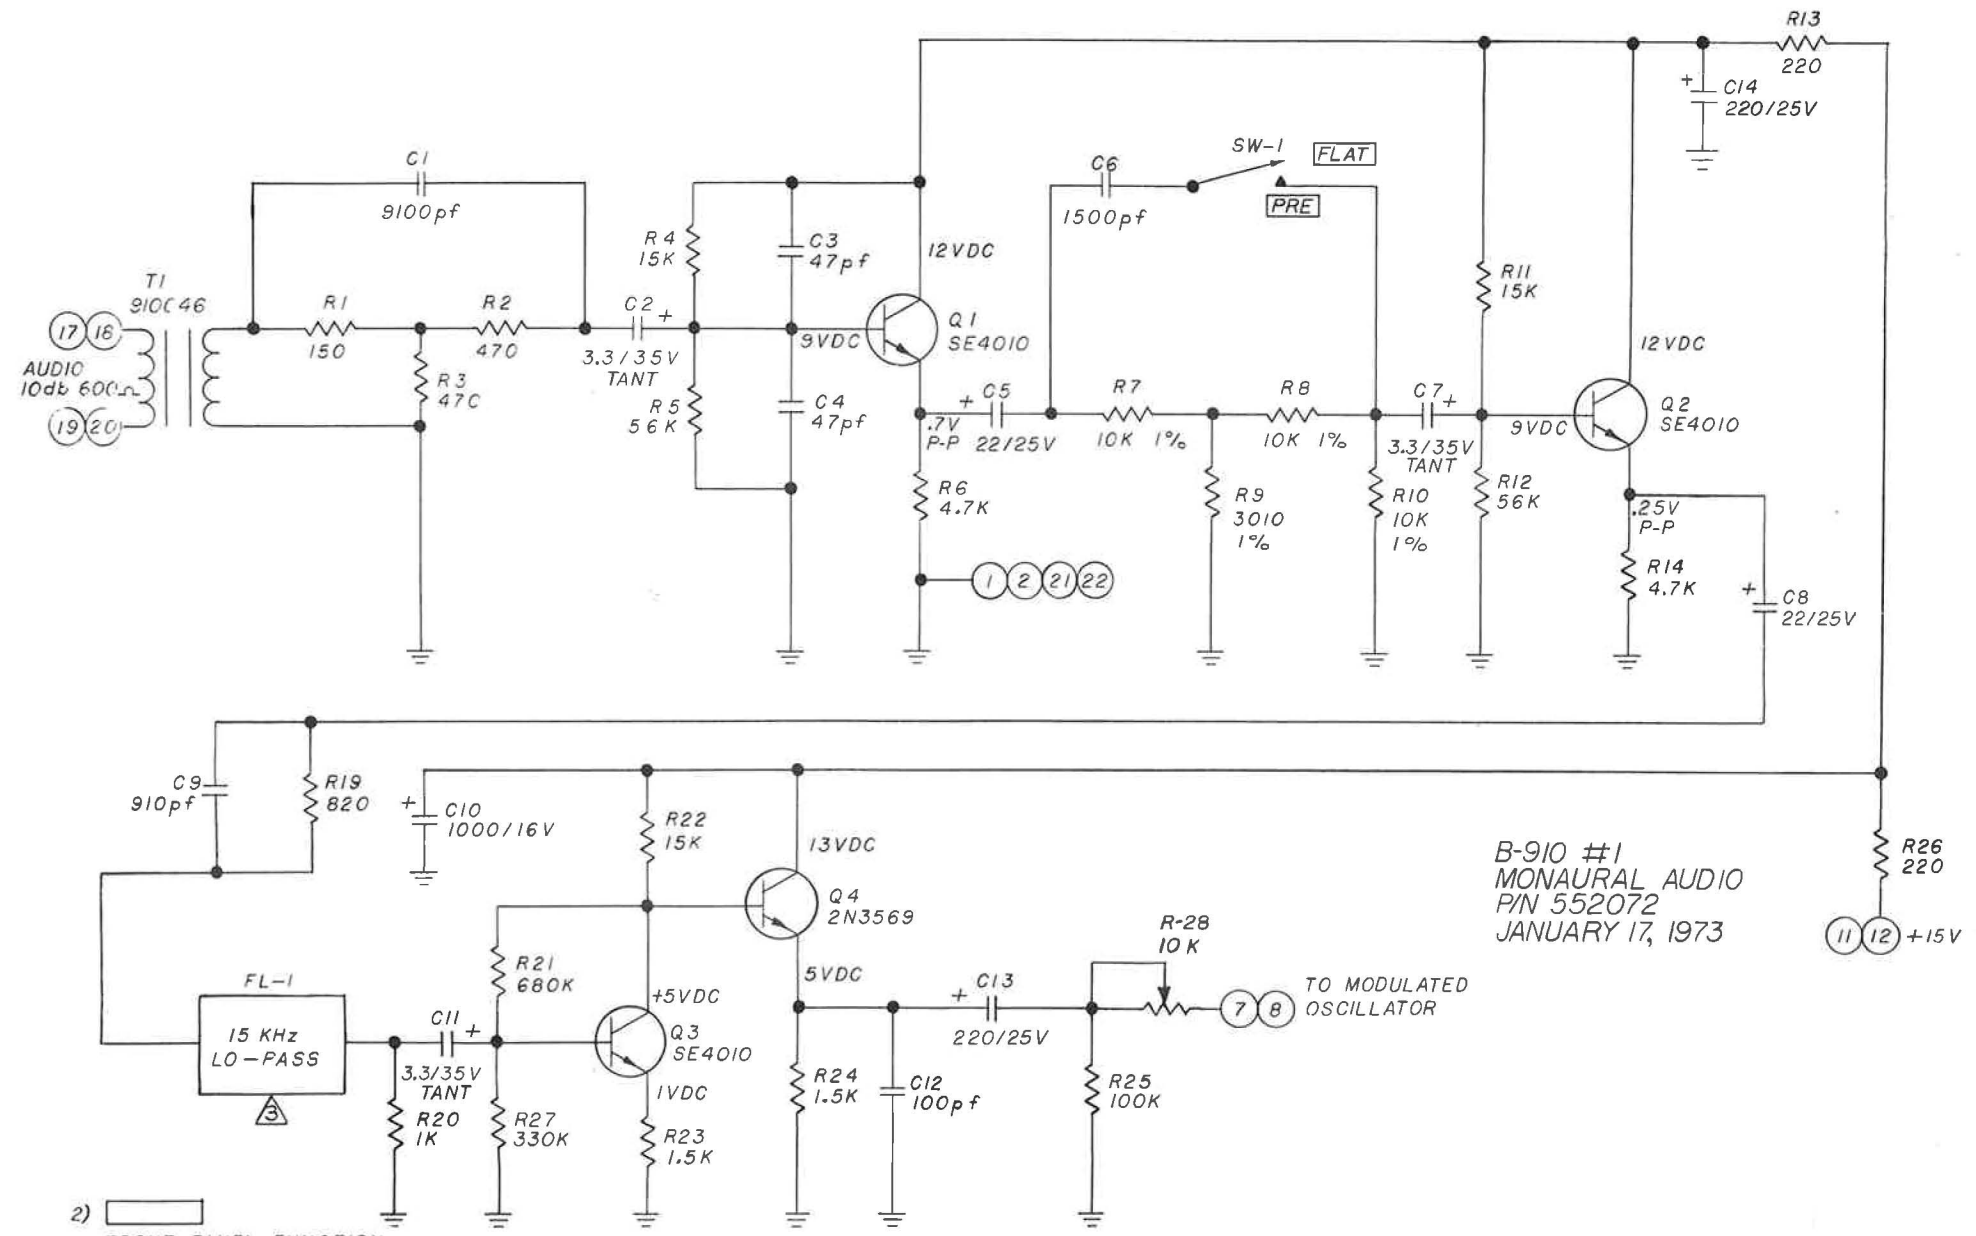 R13
220
C14
220/25V
+
SW-1
FLAT
PRE
C6
1500pf
C1
9100pf
T1
17 18
AUDIO
10db 600Ω
19 20
R1
150
R2
470
R3
C2 +
3.3/35V
TANT
R4
15K
R5
56K
C3
47pf
C4
47pf
12VDC
9VDC
Q1
SE4010
.7V
P-P
+ C5
22/25V
R6
4.7K
1 2 21 22
R7
10K 1%
R8
10K 1%
R9
3010
1%
R10
10K
1%
C7 +
3.3/35V
TANT
R11
15K
R12
56K
12VDC
9VDC
Q2
SE4010
.25V
P-P
R14
4.7K
+ C8
22/25V
C9
910pf
R19
820
+ C10
1000/16V
R22
15K
13VDC
Q4
2N3569
R21
680K
+5VDC
Q3
SE4010
1VDC
5VDC
FL-1
15 KHz
LO-PASS
3
C11 +
3.3/35V
TANT
R20
1K
R27
330K
R23
1.5K
R24
1.5K
C12
100pf
+ C13
220/25V
R25
100K
R-28
10K
7 8
TO MODULATED
OSCILLATOR
B-910 #1
MONAURAL AUDIO
P/N 552072
JANUARY 17, 1973
R26
220
11 12 +15V
2)